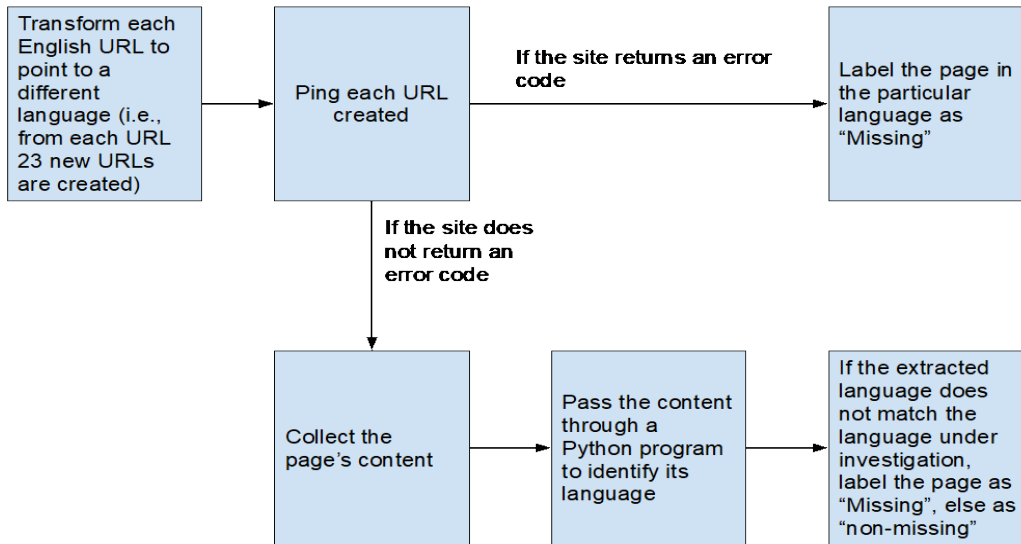 Transform each
English URL to
point to a
different
language (i.e.,
from each URL
23 new URLs
are created)
Ping each URL
created
If the site returns an error
code
Label the page in
the particular
language as
“Missing”
If the site does
not return an
error code
Collect the
page’s content
Pass the content
through a
Python program
to identify its
language
If the extracted
language does
not match the
language under
investigation,
label the page as
“Missing”, else as
“non-missing”